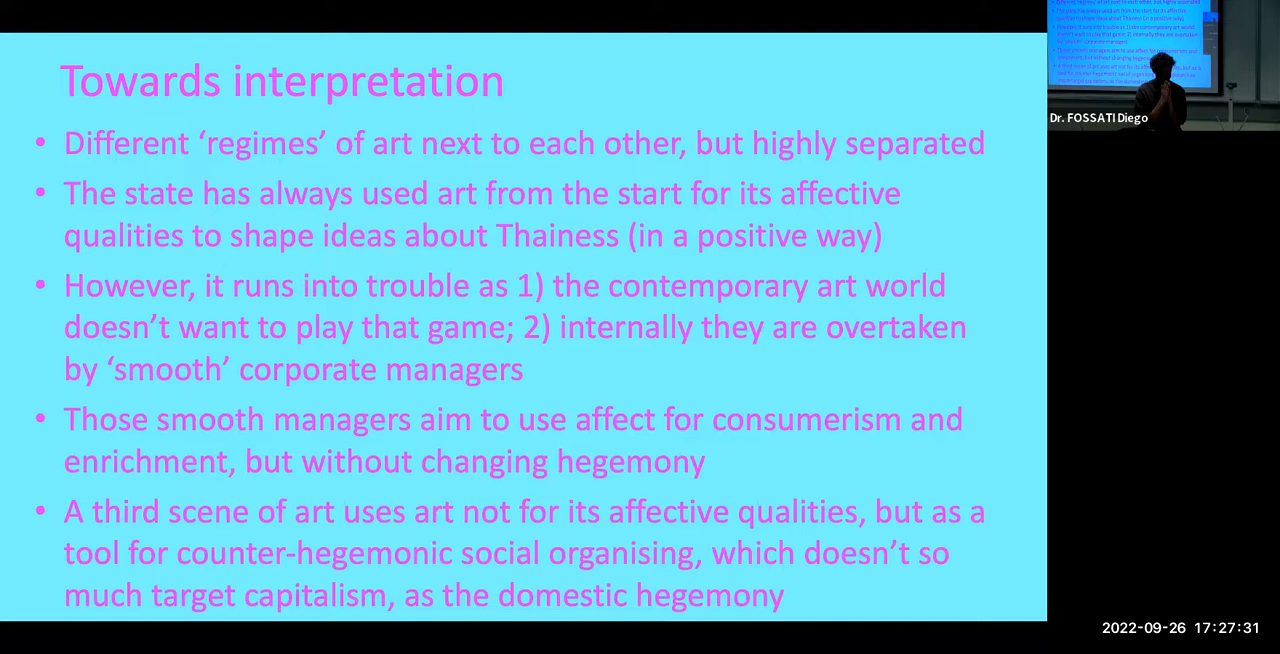 Towards interpretation
• Different ‘regimes’ of art next to each other, but highly separated
• The state has always used art from the start for its affective
qualities to shape ideas about Thainess (in a positive way)
• However, it runs into trouble as 1) the contemporary art world
doesn’t want to play that game; 2) internally they are overtaken
by ‘smooth’ corporate managers
• Those smooth managers aim to use affect for consumerism and
enrichment, but without changing hegemony
• A third scene of art uses art not for its affective qualities, but as a
tool for counter-hegemonic social organising, which doesn’t so
much target capitalism, as the domestic hegemony
Dr. FOSSATI Diego
2022-09-26 17:27:31